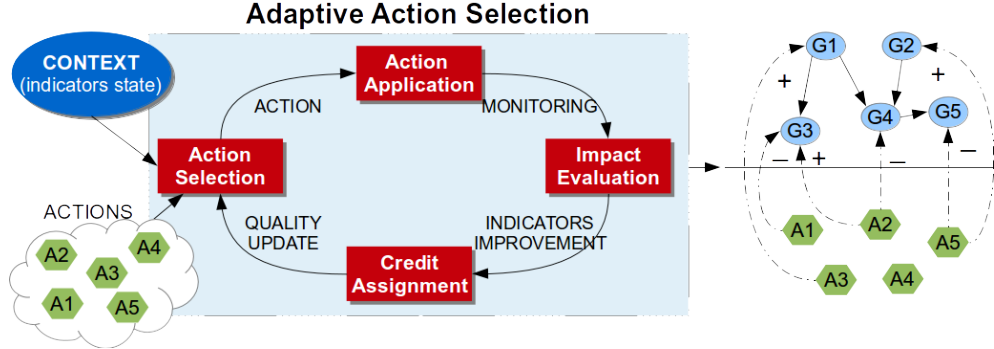 Adaptive Action Selection
CONTEXT
(indicators state)
Action
Application
ACTION
MONITORING
Action
Selection
Impact
Evaluation
QUALITY
UPDATE
INDICATORS
IMPROVEMENT
Credit
Assignment
ACTIONS
A2
A4
A3
A1
A5
G1
G2
+
+
G3
G4
G5
–
+
–
–
A1
A2
A5
A3
A4